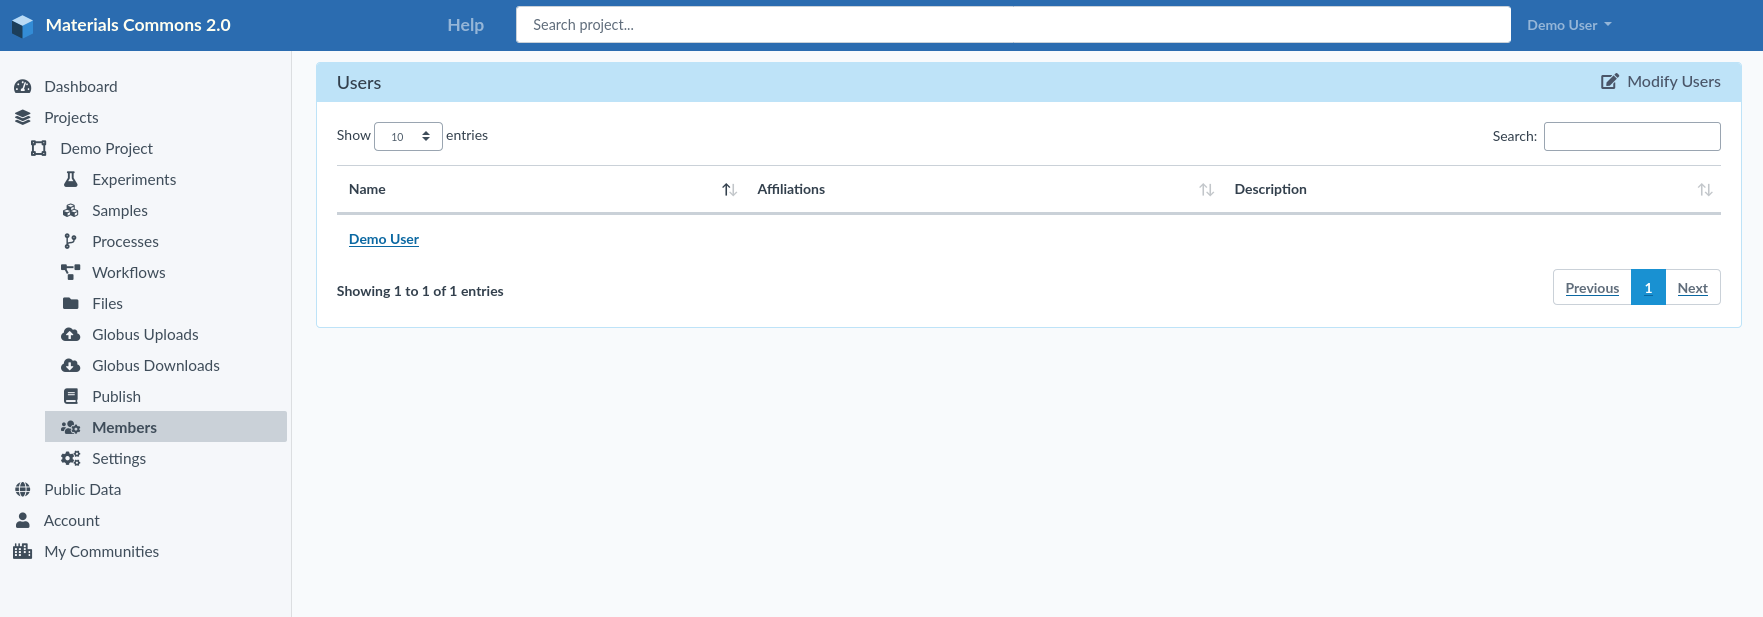 Materials Commons 2.0
Help
Search project...
Demo User
Dashboard
Projects
Demo Project
Experiments
Samples
Processes
Workflows
Files
Globus Uploads
Globus Downloads
Publish
Members
Settings
Public Data
Account
My Communities
Users
Modify Users
Show 10 entries
Search:
Name Affiliations Description
Demo User
Showing 1 to 1 of 1 entries
Previous 1 Next